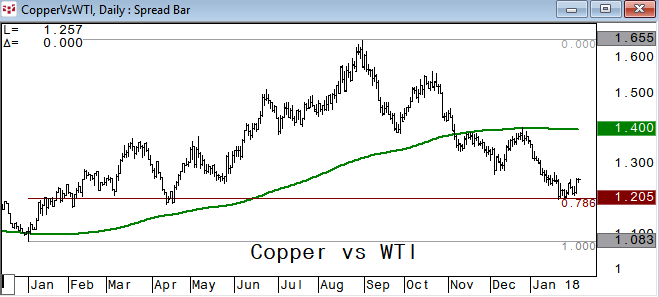 CopperVsWTI, Daily : Spread Bar
L= 1.257
Δ= 0.000
1.655
0.000
1.600
1.500
1.400
1.300
1.205
0.786
1.083
1.000
Copper vs WTI
1
Jan Feb Mar Apr May Jun Jul Aug Sep Oct Nov Dec Jan 18